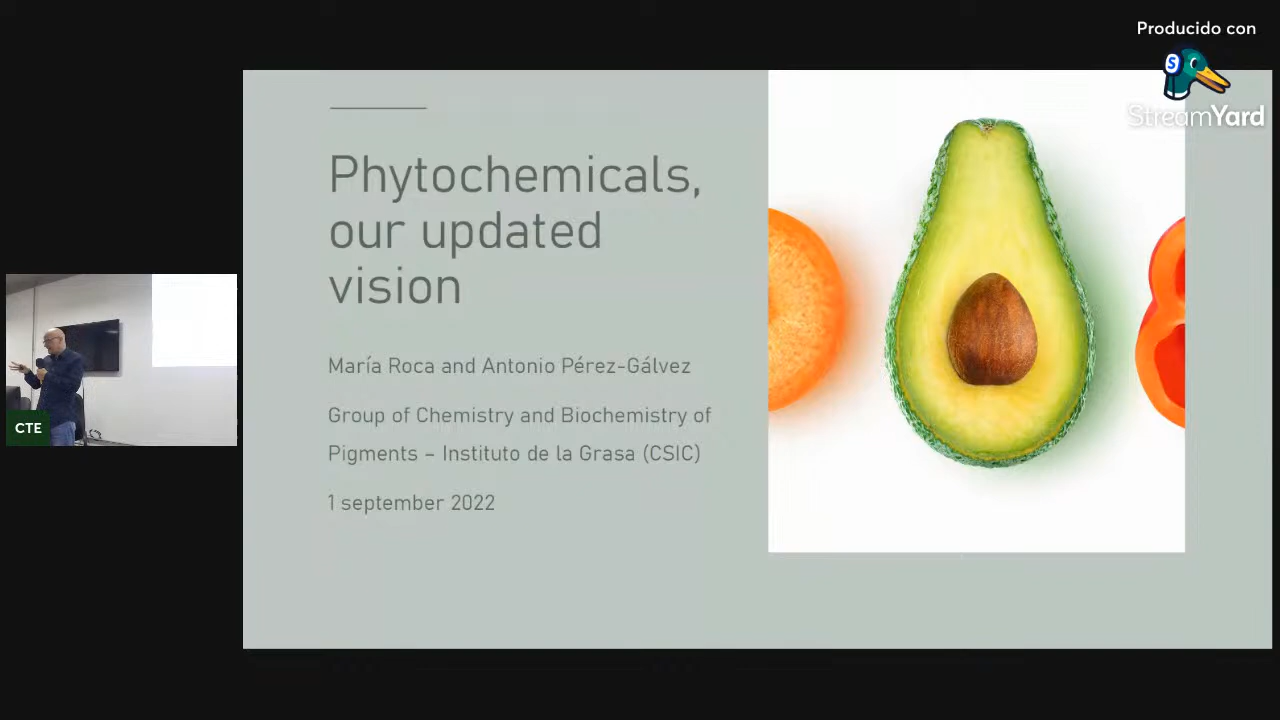 Producido con
S
StreamYard
Phytochemicals,
our updated
vision
María Roca and Antonio Pérez-Gálvez
Group of Chemistry and Biochemistry of
Pigments – Instituto de la Grasa (CSIC)
1 september 2022
CTE